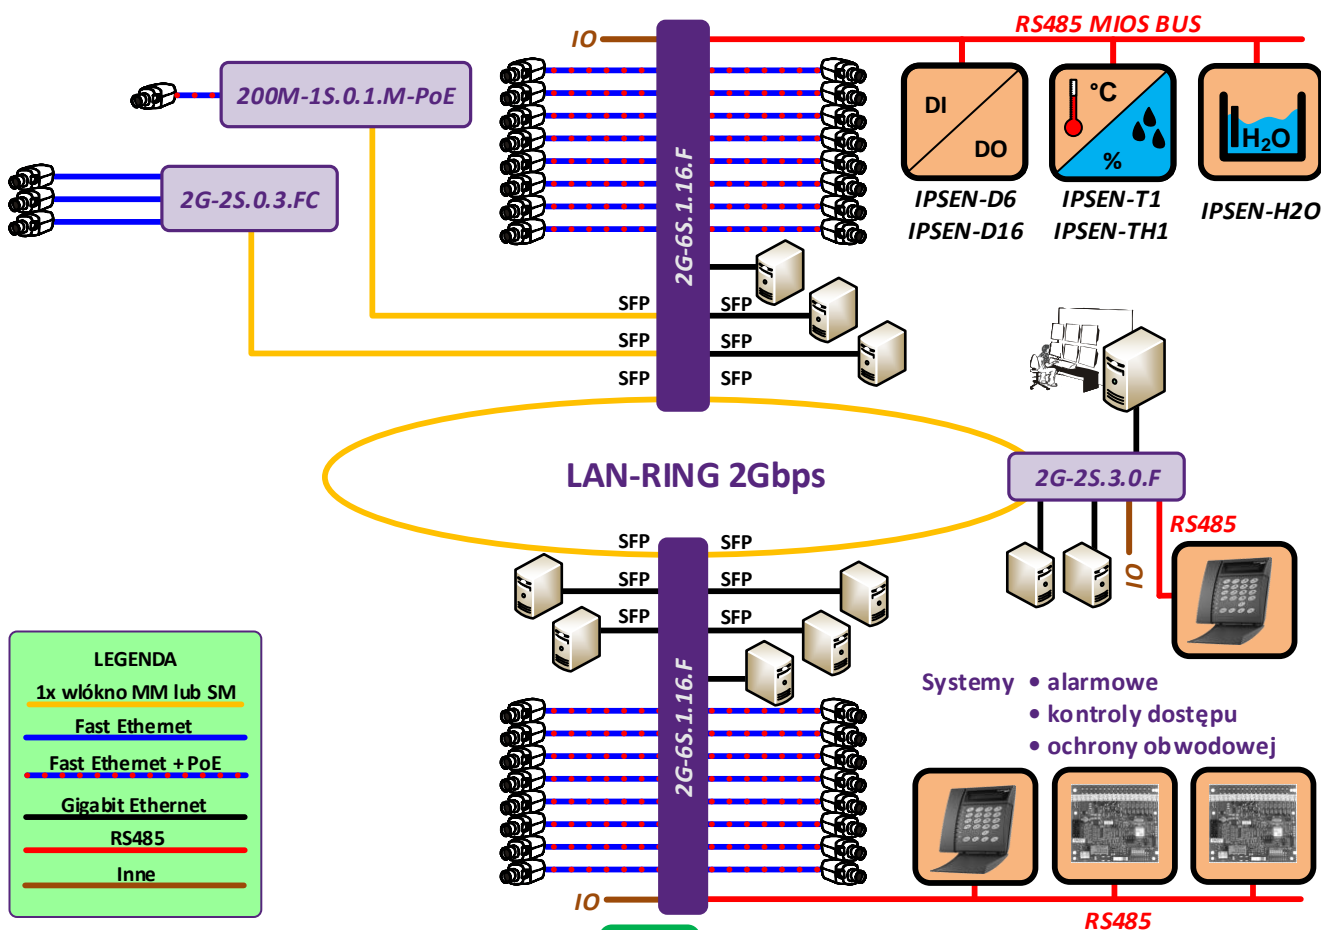 IO
RS485 MIOS BUS
200M-1S.0.1.M-PoE
2G-2S.0.3.FC
2G-6S.1.16.F
DI
DO
°C
%
H2O
IPSEN-D6
IPSEN-D16
IPSEN-T1
IPSEN-TH1
IPSEN-H2O
SFP
SFP
SFP
SFP
SFP
SFP
LAN-RING 2Gbps
2G-2S.3.0.F
RS485
IO
SFP
SFP
SFP
SFP
SFP
SFP
2G-6S.1.16.F
LEGENDA
1x wlókno MM lub SM
Fast Ethernet
Fast Ethernet + PoE
Gigabit Ethernet
RS485
Inne
Systemy • alarmowe
• kontroly dostępu
• ochrony obwodowej
IO
RS485